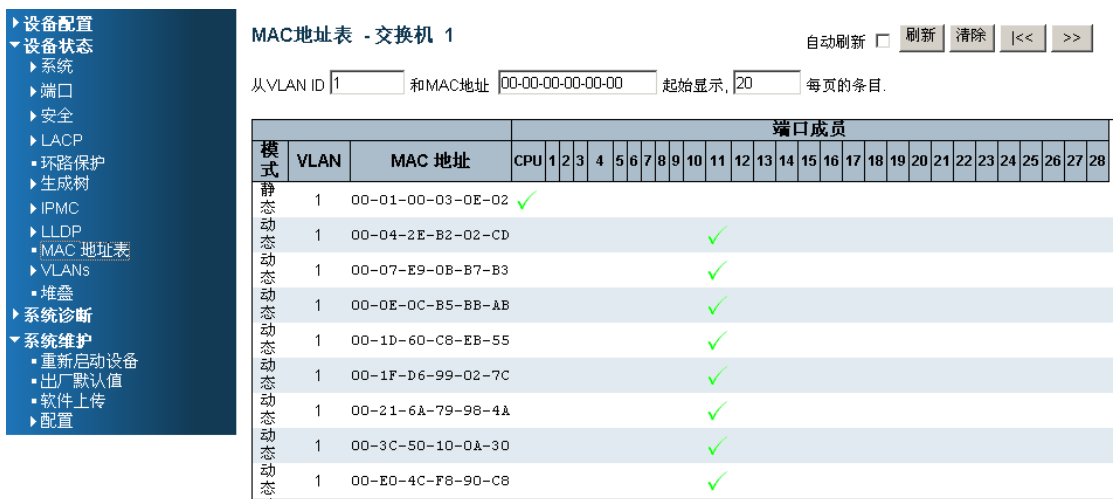 设备配置
设备状态
系统
端口
安全
LACP
环路保护
生成树
IPMC
LLDP
MAC 地址表
VLANs
堆叠
系统诊断
系统维护
重新启动设备
出厂默认值
软件上传
配置
MAC地址表 - 交换机 1
自动刷新 刷新 清除 |<< >>
从VLAN ID 1 和MAC地址 00-00-00-00-00-00 起始显示, 20 每页的条目.
端口成员
模式 VLAN MAC 地址 CPU 1 2 3 4 5 6 7 8 9 10 11 12 13 14 15 16 17 18 19 20 21 22 23 24 25 26 27 28
静态 1 00-01-00-03-0E-02
动态 1 00-04-2E-B2-02-CD
动态 1 00-07-E9-0B-B7-B3
动态 1 00-0E-0C-B5-BB-AB
动态 1 00-1D-60-C8-EB-55
动态 1 00-1F-D6-99-02-7C
动态 1 00-21-6A-79-98-4A
动态 1 00-3C-50-10-0A-30
动态 1 00-E0-4C-F8-90-C8